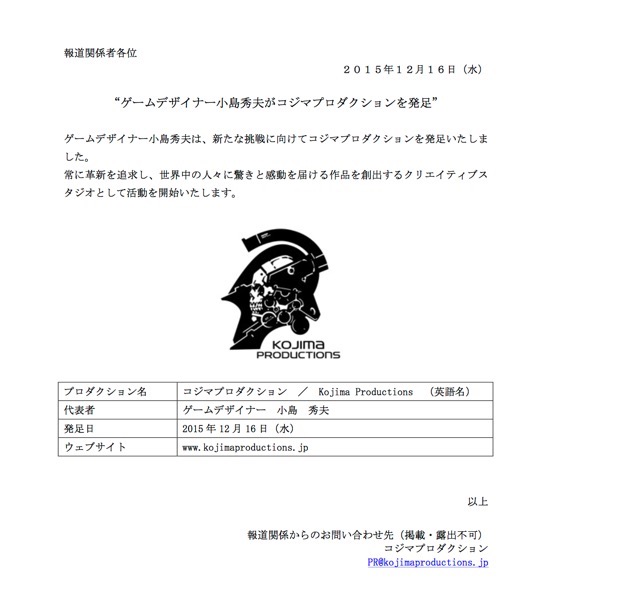 報道関係者各位
２０１５年１２月１６日（水）
“ゲームデザイナー小島秀夫がコジマプロダクションを発足”
ゲームデザイナー小島秀夫は、新たな挑戦に向けてコジマプロダクションを発足いたしま
した。
常に革新を追求し、世界中の人々に驚きと感動を届ける作品を創出するクリエイティブス
タジオとして活動を開始いたします。
KOJIMA
PRODUCTIONS
プロダクション名 コジマプロダクション ／ Kojima Productions （英語名）
代表者 ゲームデザイナー 小島 秀夫
発足日 2015年12月16日（水）
ウェブサイト www.kojimaproductions.jp
以上
報道関係からのお問い合わせ先（掲載・露出不可）
コジマプロダクション
PR@kojimaproductions.jp